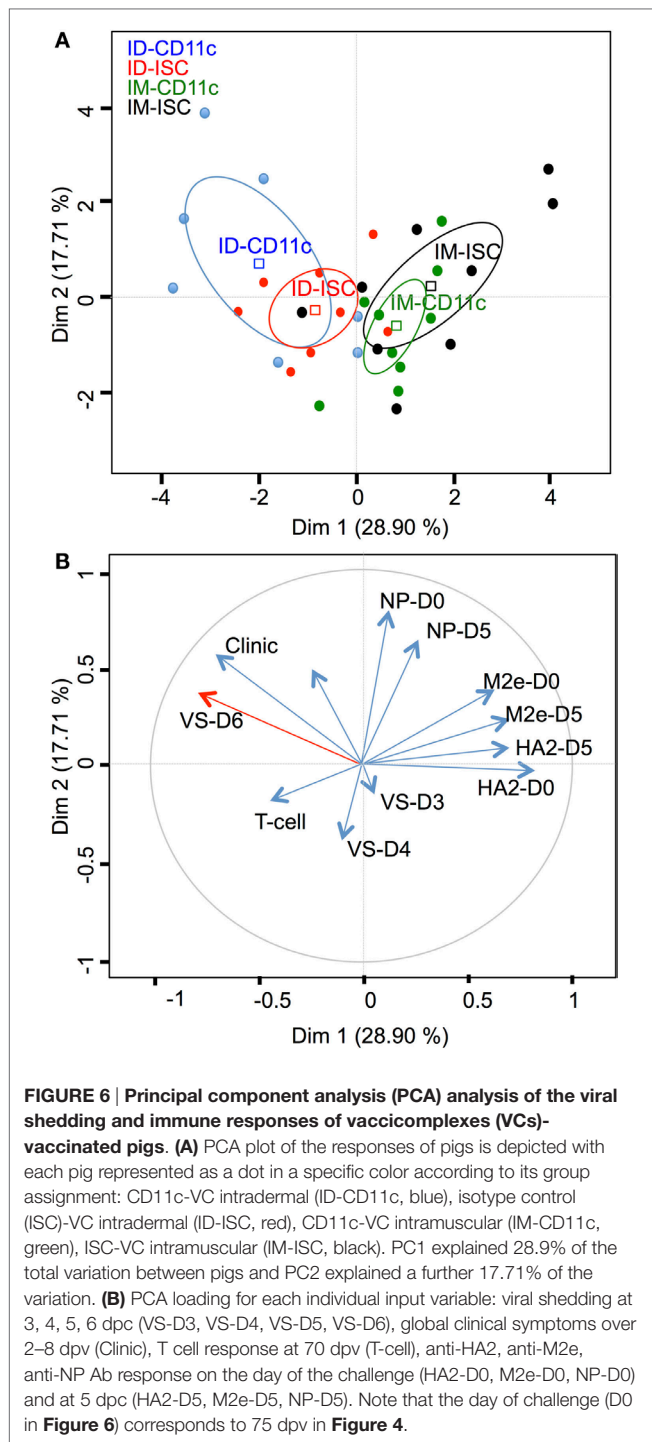 A
ID-CD11c
ID-ISC
IM-CD11c
IM-ISC
4
2
0
-2
Dim 2 (17.71 %)
ID-CD11c
ID-ISC
IM-ISC
IM-CD11c
-4 -2 0 2 4
Dim 1 (28.90 %)
B
1
0.5
0
-0.5
-1
Dim 2 (17.71 %)
NP-D0
NP-D5
Clinic
M2e-D0
VS-D6
M2e-D5
HA2-D5
HA2-D0
VS-D3
T-cell
VS-D4
-1 -0.5 0 0.5 1
Dim 1 (28.90 %)
FIGURE 6 | Principal component analysis (PCA) analysis of the viral
shedding and immune responses of vaccicomplexes (VCs)-
vaccinated pigs. (A) PCA plot of the responses of pigs is depicted with
each pig represented as a dot in a specific color according to its group
assignment: CD11c-VC intradermal (ID-CD11c, blue), isotype control
(ISC)-VC intradermal (ID-ISC, red), CD11c-VC intramuscular (IM-CD11c,
green), ISC-VC intramuscular (IM-ISC, black). PC1 explained 28.9% of the
total variation between pigs and PC2 explained a further 17.71% of the
variation. (B) PCA loading for each individual input variable: viral shedding at
3, 4, 5, 6 dpc (VS-D3, VS-D4, VS-D5, VS-D6), global clinical symptoms over
2–8 dpv (Clinic), T cell response at 70 dpv (T-cell), anti-HA2, anti-M2e,
anti-NP Ab response on the day of the challenge (HA2-D0, M2e-D0, NP-D0)
and at 5 dpc (HA2-D5, M2e-D5, NP-D5). Note that the day of challenge (D0
in Figure 6) corresponds to 75 dpv in Figure 4.